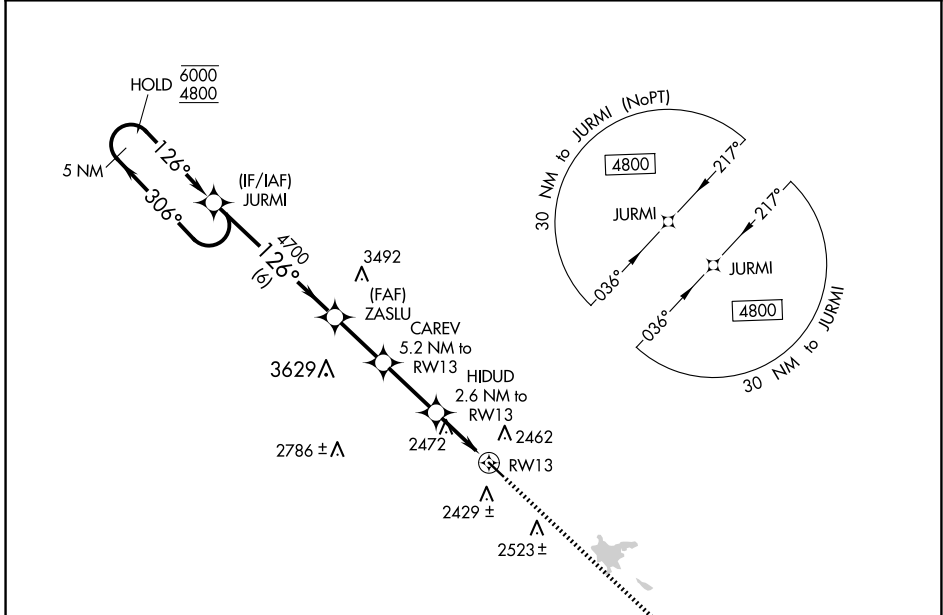 HOLD 6000
4800
5 NM
126°
306°
(IF/IAF)
JURMI
4700
126°
(6)
3492
(FAF)
ZASLU
CAREV
5.2 NM to
RW13
3629
HIDUD
2.6 NM to
RW13
2472
2462
2786 ±
RW13
2429 ±
2523 ±
30 NM to JURMI (NoPT)
4800
217°
JURMI
036°
217°
JURMI
036°
4800
30 NM to JURMI